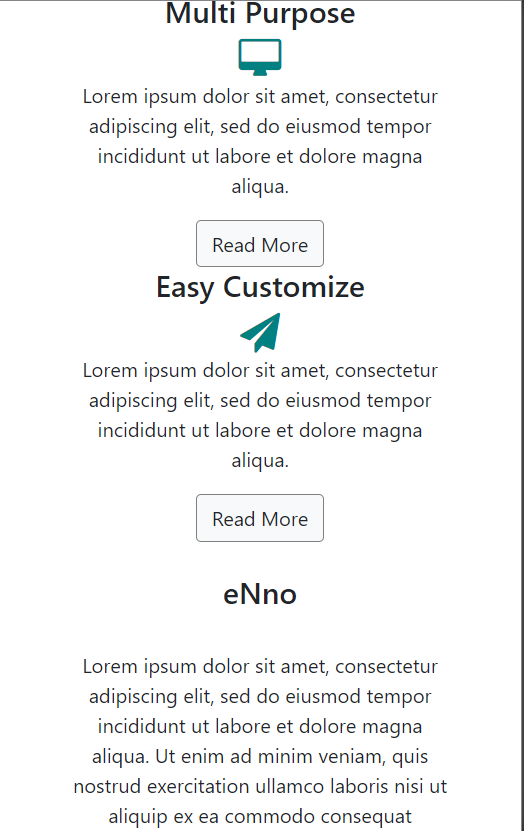 Multi Purpose
Lorem ipsum dolor sit amet, consectetur
adipiscing elit, sed do eiusmod tempor
incididunt ut labore et dolore magna
aliqua.
Read More
Easy Customize
Lorem ipsum dolor sit amet, consectetur
adipiscing elit, sed do eiusmod tempor
incididunt ut labore et dolore magna
aliqua.
Read More
eNno
Lorem ipsum dolor sit amet, consectetur
adipiscing elit, sed do eiusmod tempor
incididunt ut labore et dolore magna
aliqua. Ut enim ad minim veniam, quis
nostrud exercitation ullamco laboris nisi ut
aliquip ex ea commodo consequat